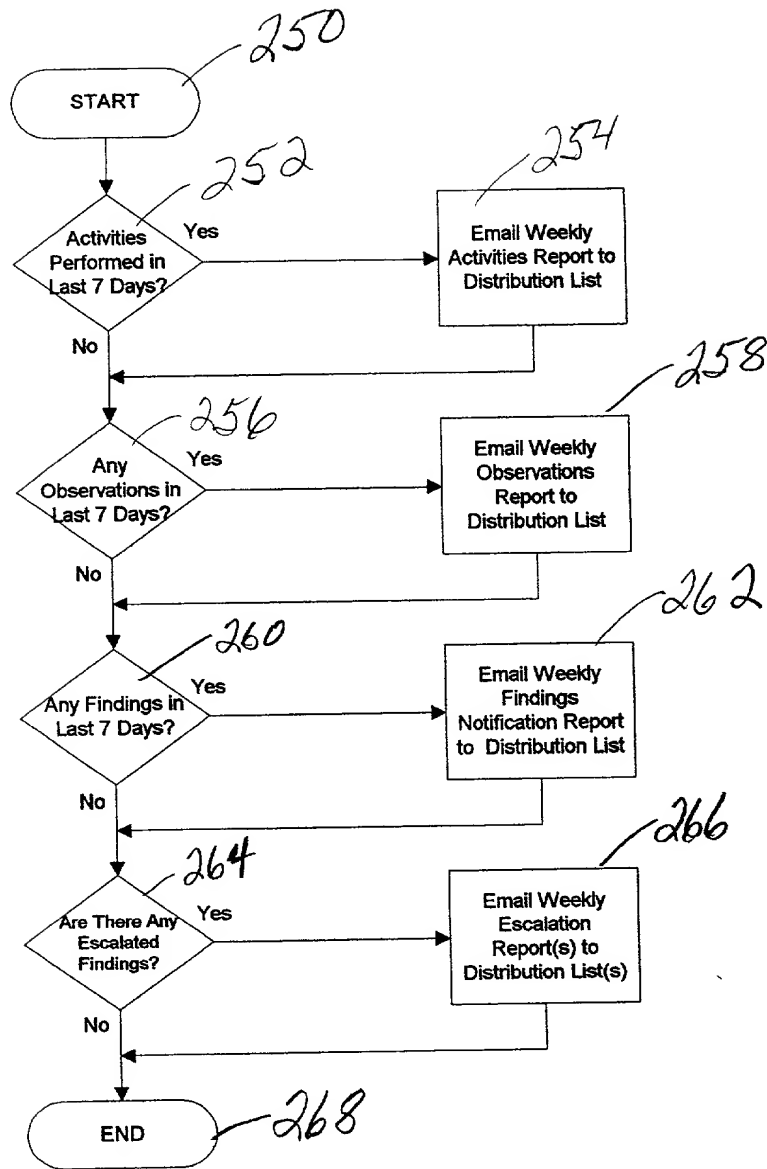 250
START
252
Activities
Performed in
Last 7 Days?
Yes
No
254
Email Weekly
Activities Report to
Distribution List
256
Any
Observations in
Last 7 Days?
Yes
No
258
Email Weekly
Observations
Report to
Distribution List
260
Any Findings in
Last 7 Days?
Yes
No
262
Email Weekly
Findings
Notification Report
to Distribution List
264
Are There Any
Escalated
Findings?
Yes
No
266
Email Weekly
Escalation
Report(s) to
Distribution List(s)
END
268